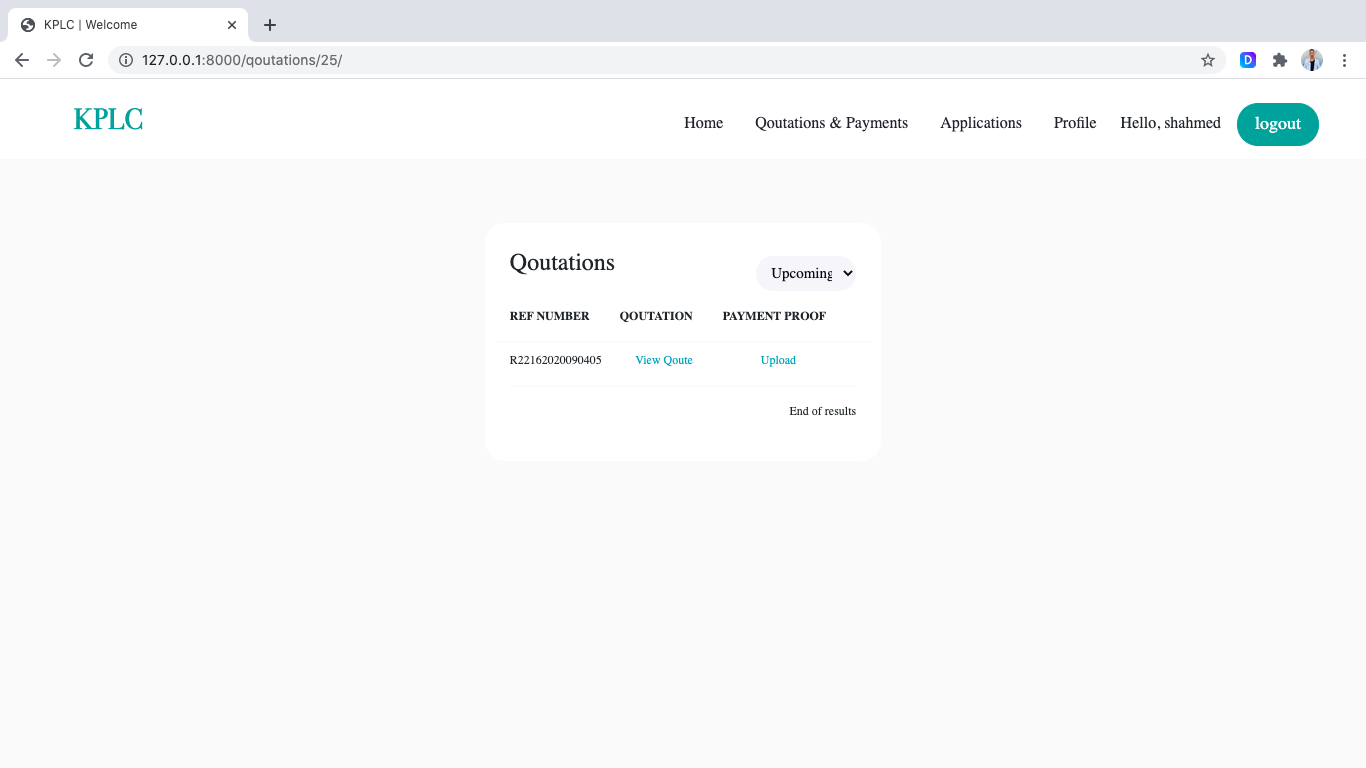 KPLC | Welcome
127.0.0.1:8000/qoutations/25/
D
KPLC
Home Qoutations & Payments Applications Profile Hello, shahmed logout
Qoutations
Upcoming
REF NUMBER QOUTATION PAYMENT PROOF
R22162020090405 View Qoute Upload
End of results